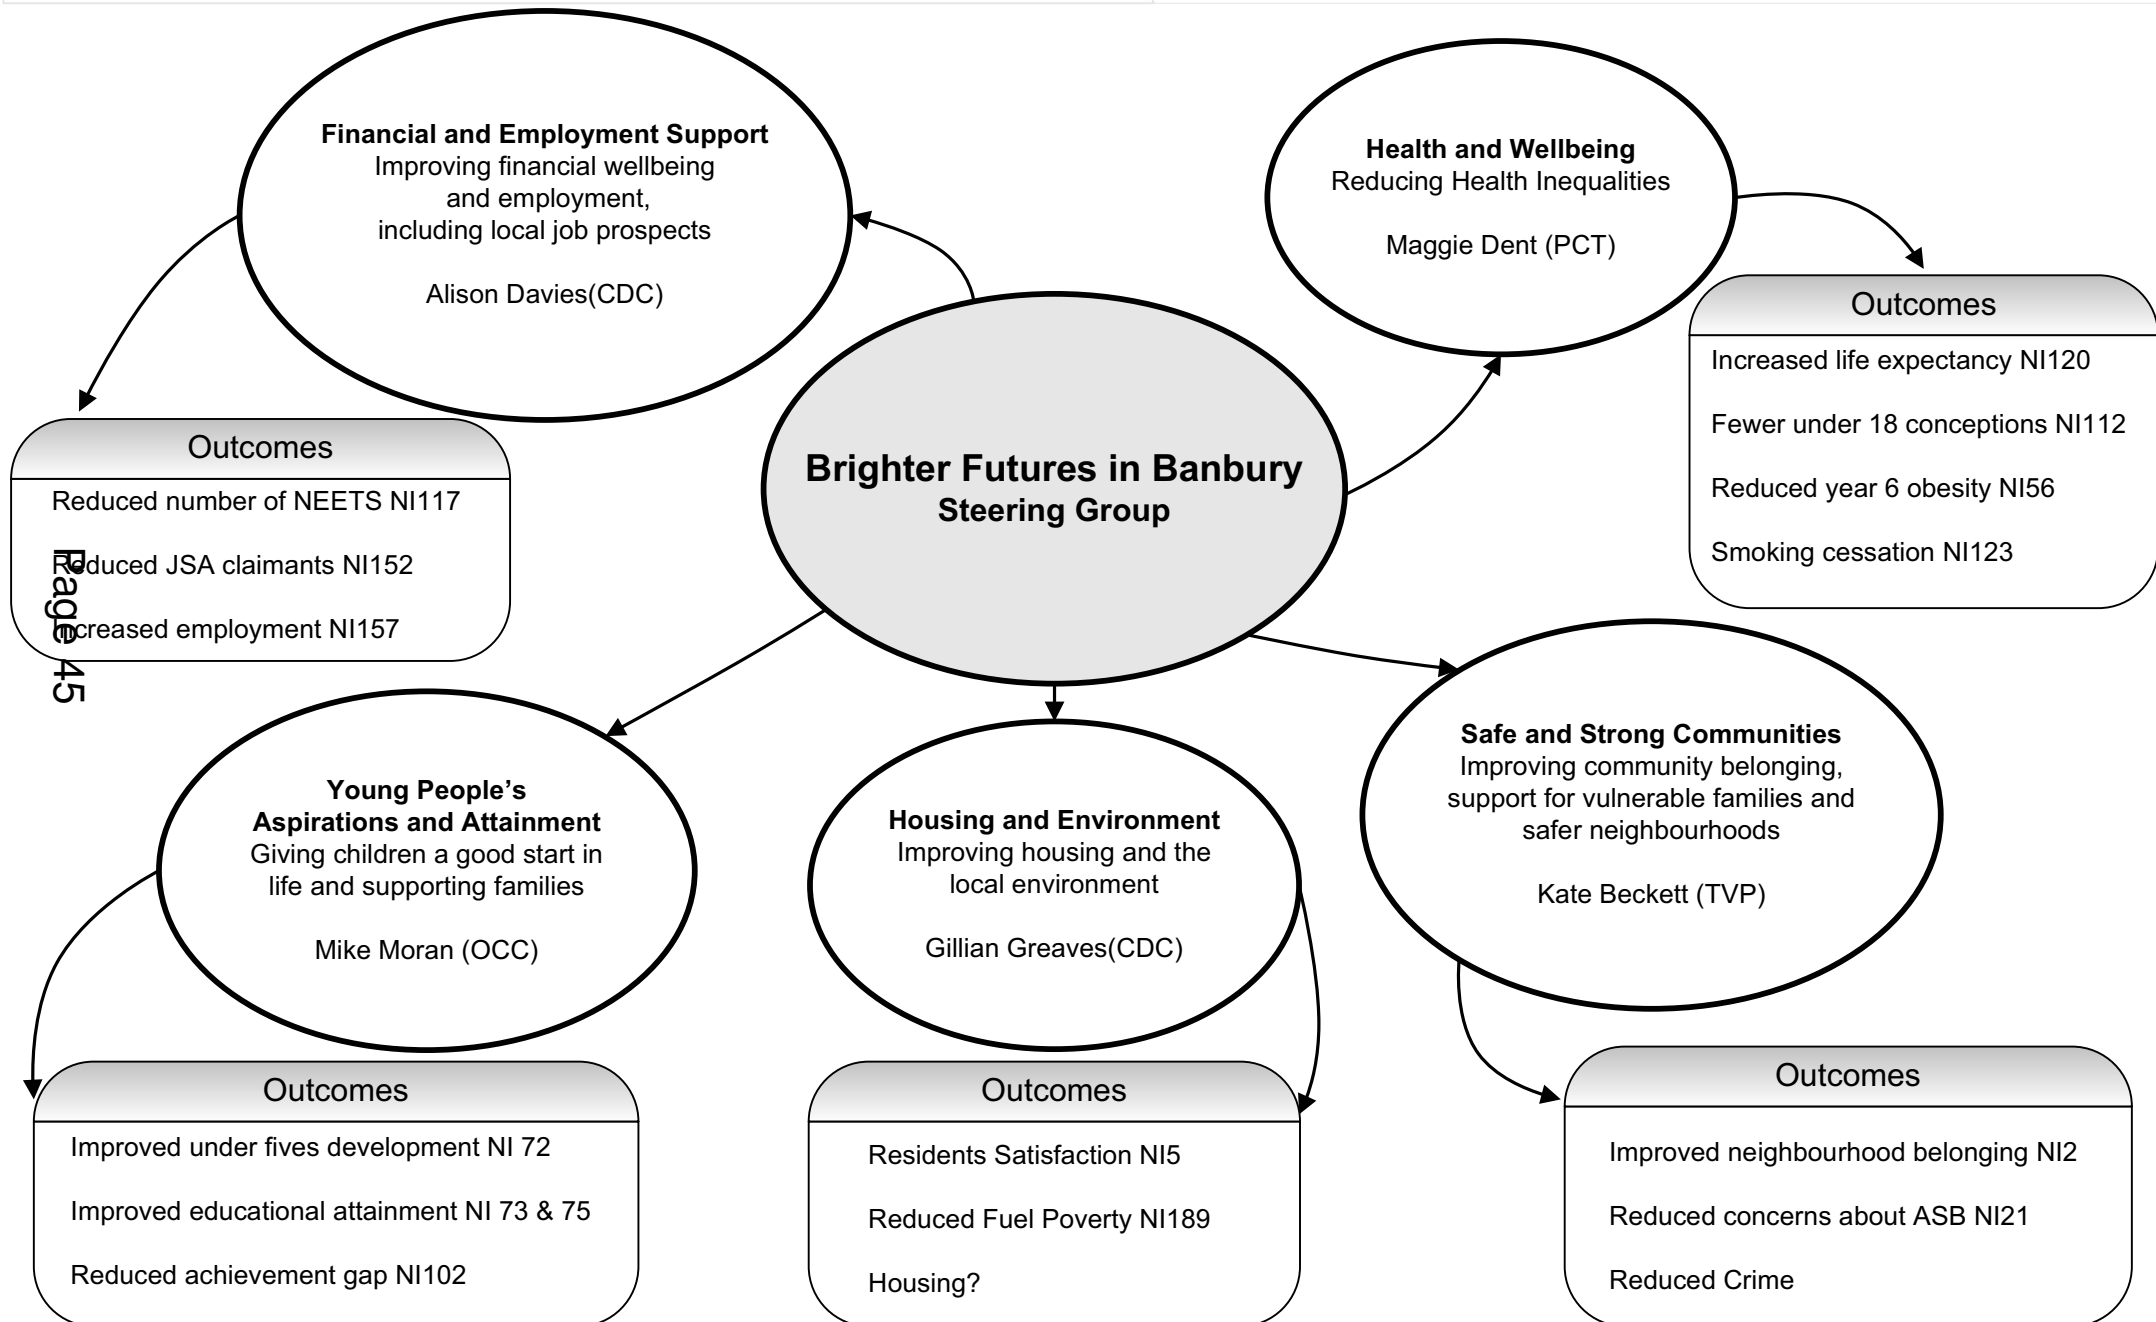 Financial and Employment Support
Improving financial wellbeing
and employment,
including local job prospects
Alison Davies(CDC)
Health and Wellbeing
Reducing Health Inequalities
Maggie Dent (PCT)
Outcomes
Increased life expectancy NI120
Fewer under 18 conceptions NI112
Reduced year 6 obesity NI56
Smoking cessation NI123
Outcomes
Reduced number of NEETS NI117
Reduced JSA claimants NI152
Increased employment NI157
Page 45
Brighter Futures in Banbury
Steering Group
Young People’s
Aspirations and Attainment
Giving children a good start in
life and supporting families
Mike Moran (OCC)
Housing and Environment
Improving housing and the
local environment
Gillian Greaves(CDC)
Safe and Strong Communities
Improving community belonging,
support for vulnerable families and
safer neighbourhoods
Kate Beckett (TVP)
Outcomes
Improved under fives development NI 72
Improved educational attainment NI 73 & 75
Reduced achievement gap NI102
Outcomes
Residents Satisfaction NI5
Reduced Fuel Poverty NI189
Housing?
Outcomes
Improved neighbourhood belonging NI2
Reduced concerns about ASB NI21
Reduced Crime